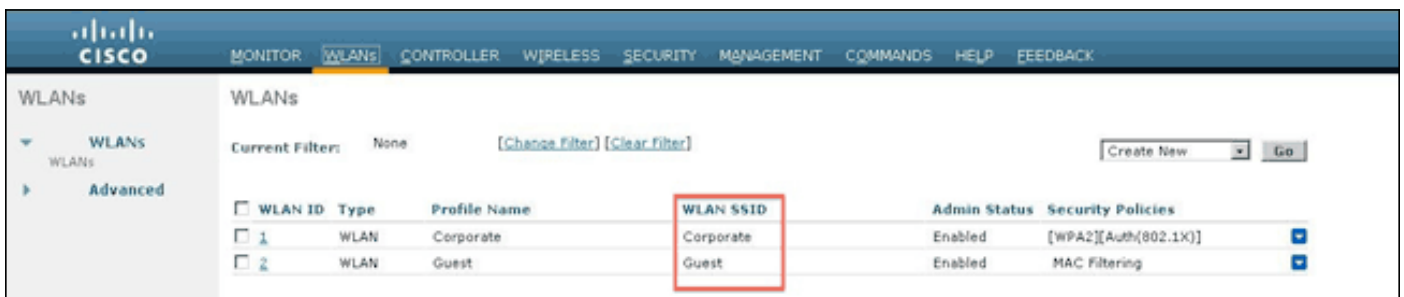 CISCO
MONITOR WLANs CONTROLLER WIRELESS SECURITY MANAGEMENT COMMANDS HELP FEEDBACK
WLANs
WLANs
WLANs
Advanced
WLANs
Current Filter: None [Change Filter] [Clear Filter]
Create New Go
WLAN ID Type Profile Name WLAN SSID Admin Status Security Policies
1 WLAN Corporate Corporate Enabled [WPA2][Auth(802.1X)]
2 WLAN Guest Guest Enabled MAC Filtering